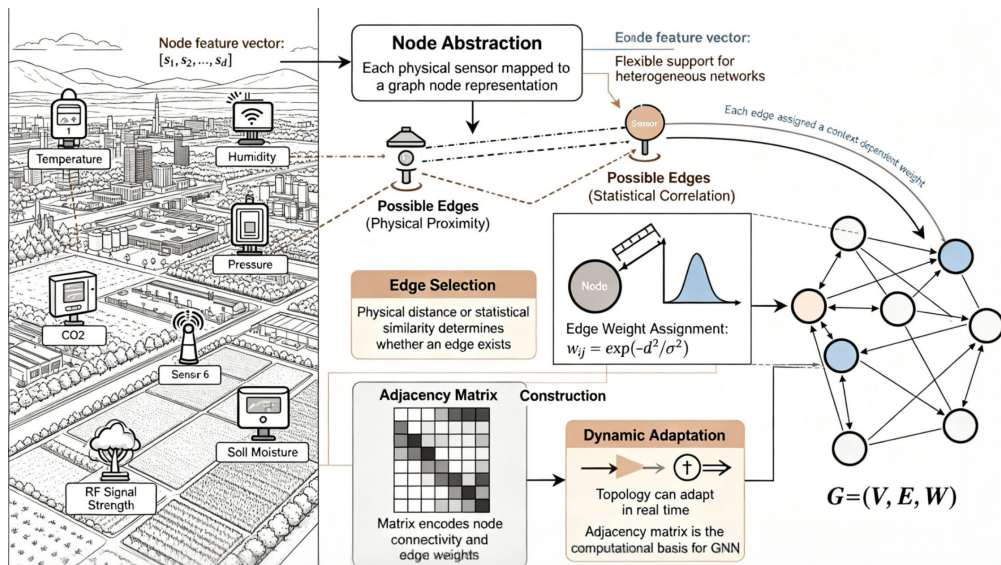 Node feature vector:
[s₁, s₂, ..., s_d]
Temperature
1
Humidity
Pressure
CO2
Sensr 6
Soll Moisture
RF Signal
Strength
Node Abstraction
Each physical sensor mapped to
a graph node representation
Eode feature vector:
Flexible support for
heterogeneous networks
Sensor
Each edge assigned a context dependent weight
Possible Edges
(Physical Proximity)
Possible Edges
(Statistical Correlation)
Edge Selection
Physical distance or statistical
similarity determines
whether an edge exists
Node
Edge Weight Assignment:
w_ij = exp(−d²/σ²)
Adjacency Matrix Construction
Matrix encodes node
connectivity and
edge weights
Dynamic Adaptation
Topology can adapt
in real time
Adjacency matrix is the
computational basis for GNN
G=(V, E, W)